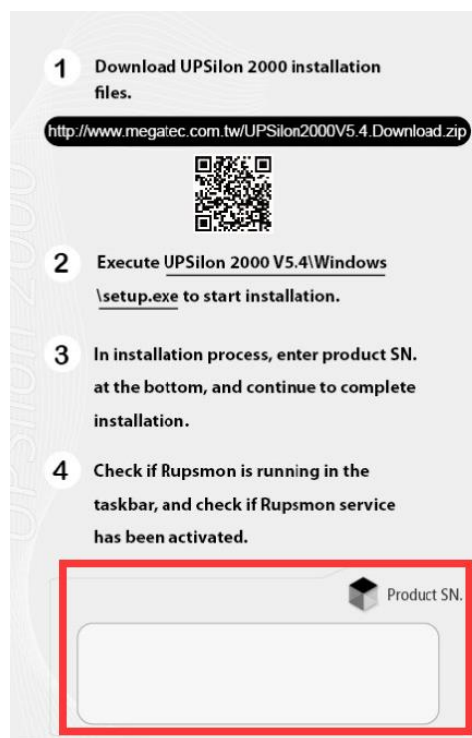 1 Download UPSilon 2000 installation
files.
http://www.megatec.com.tw/UPSilon2000V5.4.Download.zip
2 Execute UPSilon 2000 V5.4\Windows
\setup.exe to start installation.
3 In installation process, enter product SN.
at the bottom, and continue to complete
installation.
4 Check if Rupsmon is running in the
taskbar, and check if Rupsmon service
has been activated.
Product SN.
UPSilon 2000